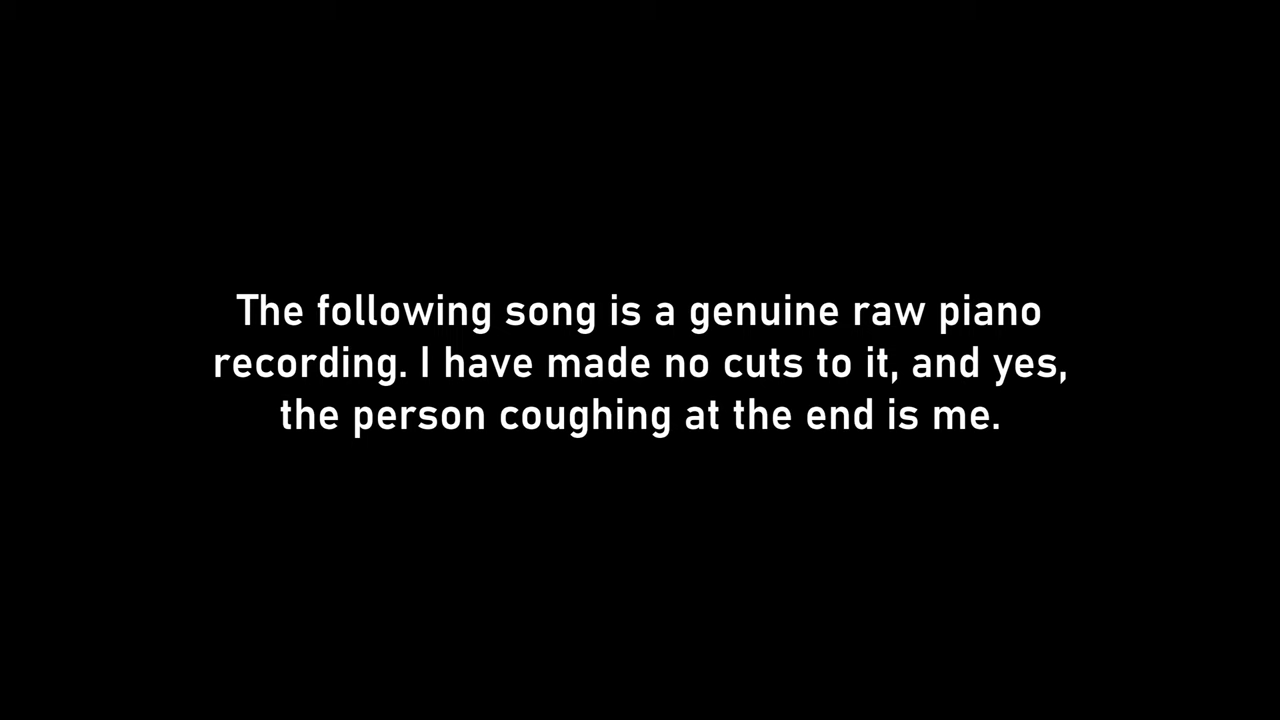 The following song is a genuine raw piano
recording. I have made no cuts to it, and yes,
the person coughing at the end is me.